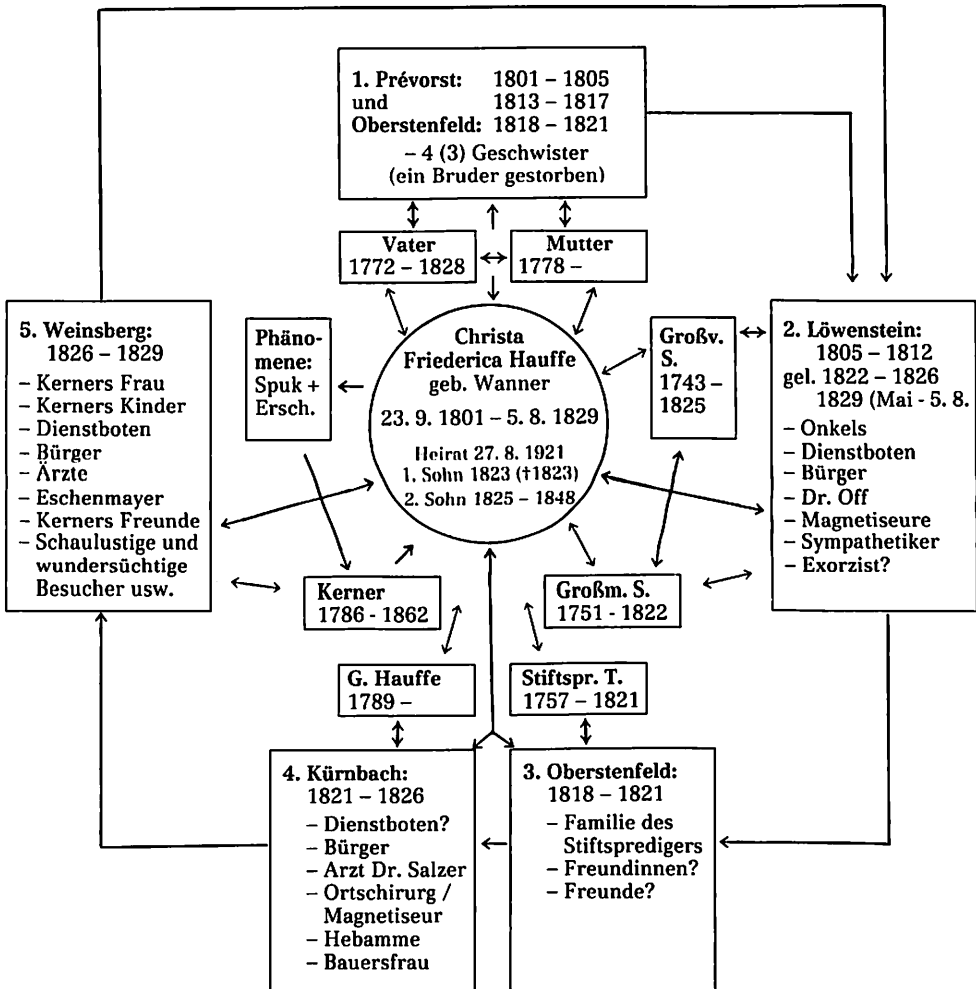 1. Prévorst: 1801 – 1805
und 1813 – 1817
Oberstenfeld: 1818 – 1821
– 4 (3) Geschwister
(ein Bruder gestorben)
Vater
1772 – 1828
Mutter
1778 –
5. Weinsberg:
1826 – 1829
– Kerners Frau
– Kerners Kinder
– Dienstboten
– Bürger
– Ärzte
– Eschenmayer
– Kerners Freunde
– Schaulustige und
wundersüchtige
Besucher usw.
Phäno-
mene:
Spuk +
Ersch.
Christa
Friederica Hauffe
geb. Wanner
23. 9. 1801 – 5. 8. 1829
Heirat 27. 8. 1921
1. Sohn 1823 (†1823)
2. Sohn 1825 – 1848
Großv.
S.
1743 –
1825
2. Löwenstein:
1805 – 1812
gel. 1822 – 1826
1829 (Mai - 5. 8.
– Onkels
– Dienstboten
– Bürger
– Dr. Off
– Magnetiseure
– Sympathetiker
– Exorzist?
Kerner
1786 - 1862
Großm. S.
1751 - 1822
G. Hauffe
1789 –
Stiftspr. T.
1757 – 1821
4. Kürnbach:
1821 – 1826
– Dienstboten?
– Bürger
– Arzt Dr. Salzer
– Ortschirurg /
Magnetiseur
– Hebamme
– Bauersfrau
3. Oberstenfeld:
1818 – 1821
– Familie des
Stiftspredigers
– Freundinnen?
– Freunde?